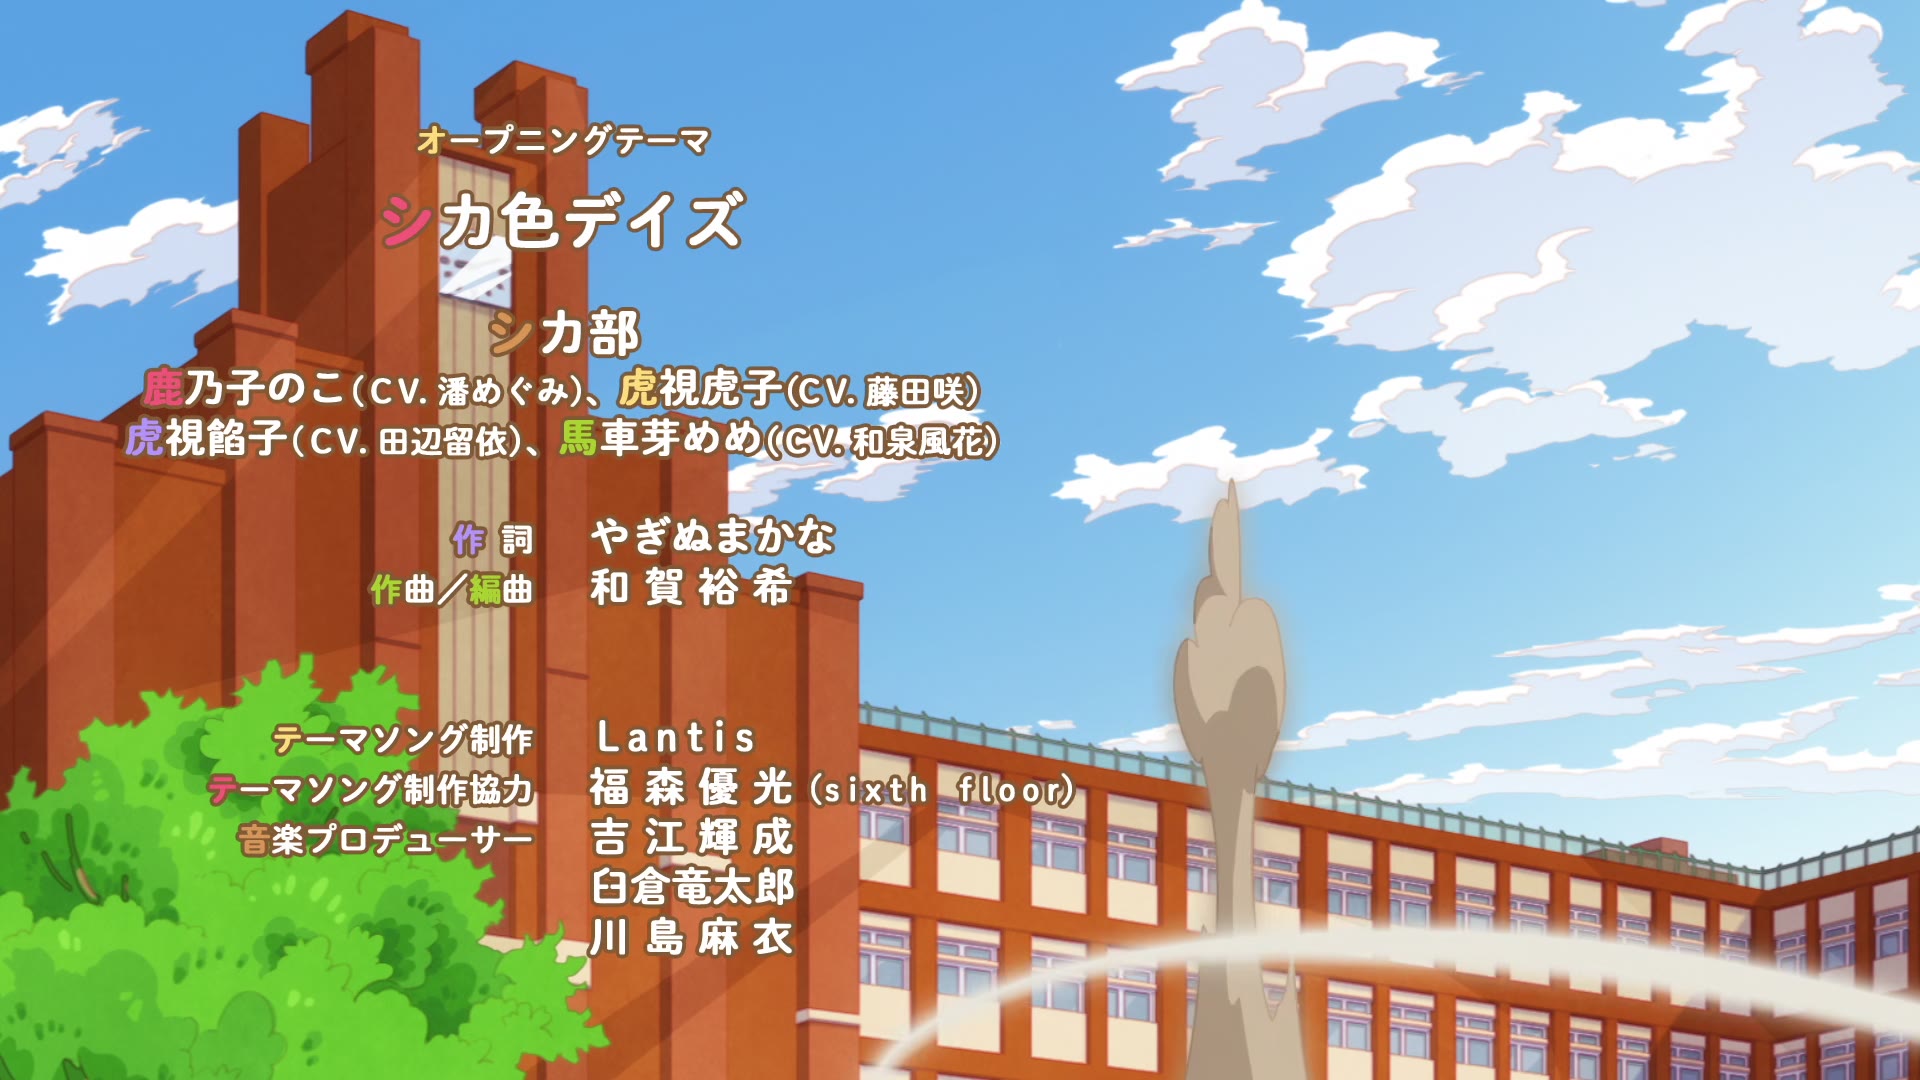 オープニングテーマ
シカ色デイズ
シカ部
鹿乃子のこ(CV. 潘めぐみ)、虎視虎子(CV. 藤田咲)
虎視餡子(CV. 田辺留依)、馬車芽めめ(CV. 和泉風花)
作詞 やぎぬまかな
作曲／編曲 和賀裕希
テーマソング制作 Lantis
テーマソング制作協力 福森優光(sixth floor)
音楽プロデューサー 吉江輝成
臼倉竜太郎
川島麻衣